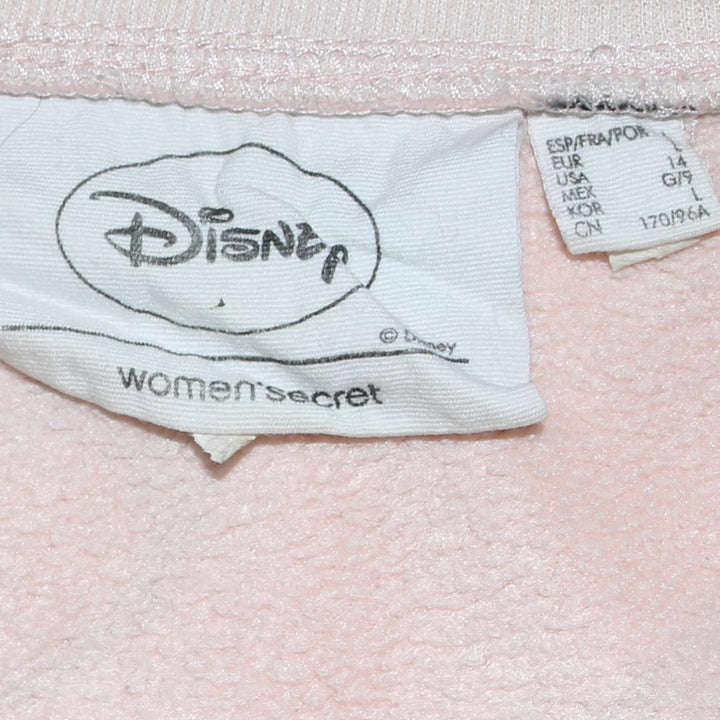 Disney
© Disney
women'secret
ESP/FRA/POR L
EUR 14
USA G/9
MEX L
KOR
CN 170/96A